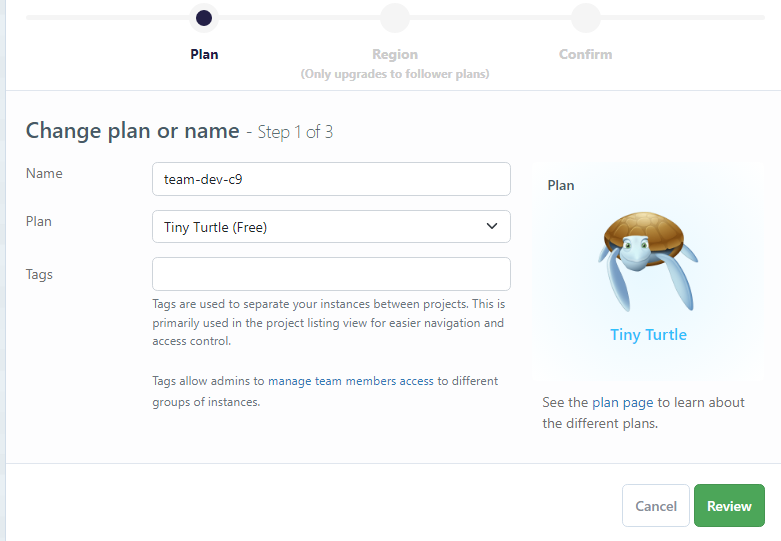 Plan
Region
(Only upgrades to follower plans)
Confirm
Change plan or name - Step 1 of 3
Name
team-dev-c9
Plan
Tiny Turtle (Free)
Tags
Tags are used to separate your instances between projects. This is
primarily used in the project listing view for easier navigation and
access control.
Tags allow admins to manage team members access to different
groups of instances.
Plan
Tiny Turtle
See the plan page to learn about
the different plans.
Cancel
Review